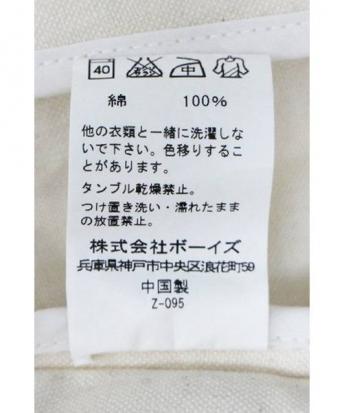 40 中
綿 100%
他の衣類と一緒に洗濯しな
いで下さい。色移りするこ
とがあります。
タンブル乾燥禁止。
つけ置き洗い・濡れたまま
の放置禁止。
株式会社ボーイズ
兵庫県神戸市中央区浪花町59
中国製
Z-095